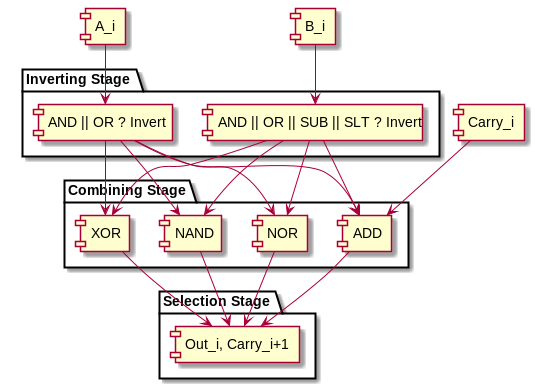 A_i
B_i
Inverting Stage
AND || OR ? Invert
AND || OR || SUB || SLT ? Invert
Carry_i
Combining Stage
XOR
NAND
NOR
ADD
Selection Stage
Out_i, Carry_i+1